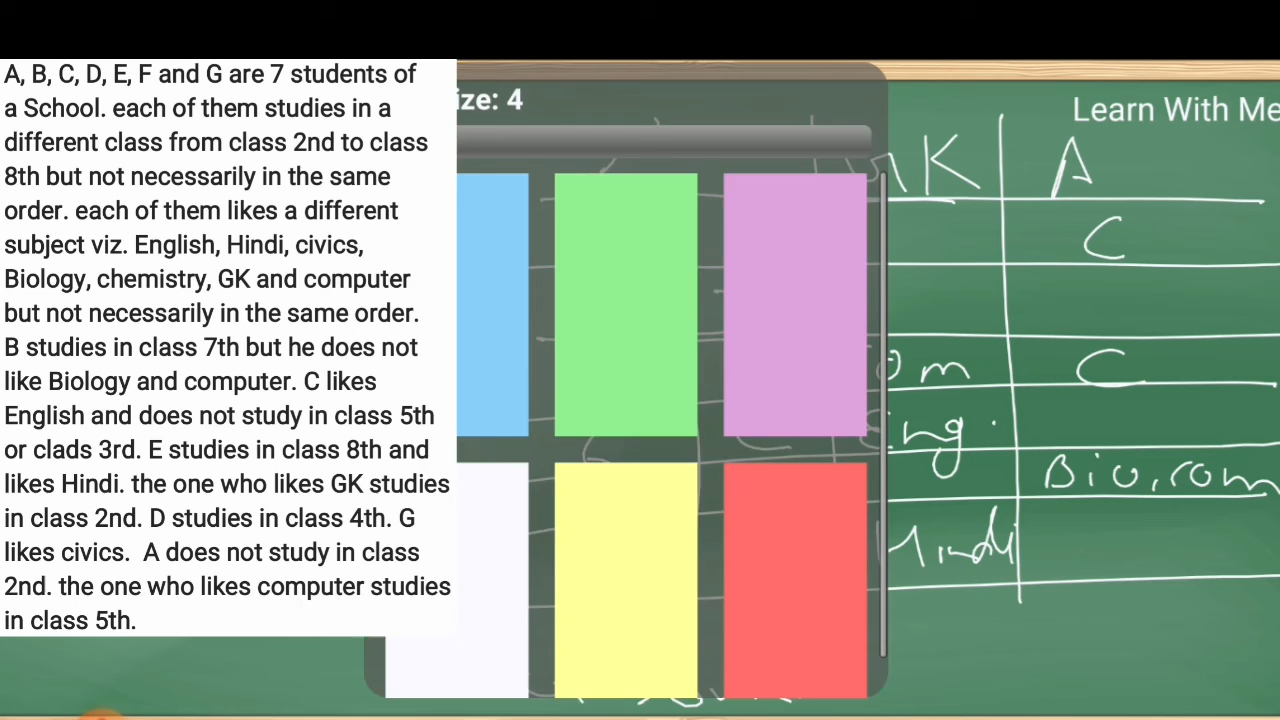 A, B, C, D, E, F and G are 7 students of
a School. each of them studies in a
different class from class 2nd to class
8th but not necessarily in the same
order. each of them likes a different
subject viz. English, Hindi, civics,
Biology, chemistry, GK and computer
but not necessarily in the same order.
B studies in class 7th but he does not
like Biology and computer. C likes
English and does not study in class 5th
or clads 3rd. E studies in class 8th and
likes Hindi. the one who likes GK studies
in class 2nd. D studies in class 4th. G
likes civics. A does not study in class
2nd. the one who likes computer studies
in class 5th.
ize: 4
Learn With Me
K A
C
om C
ing.
Bio, com
Hindi